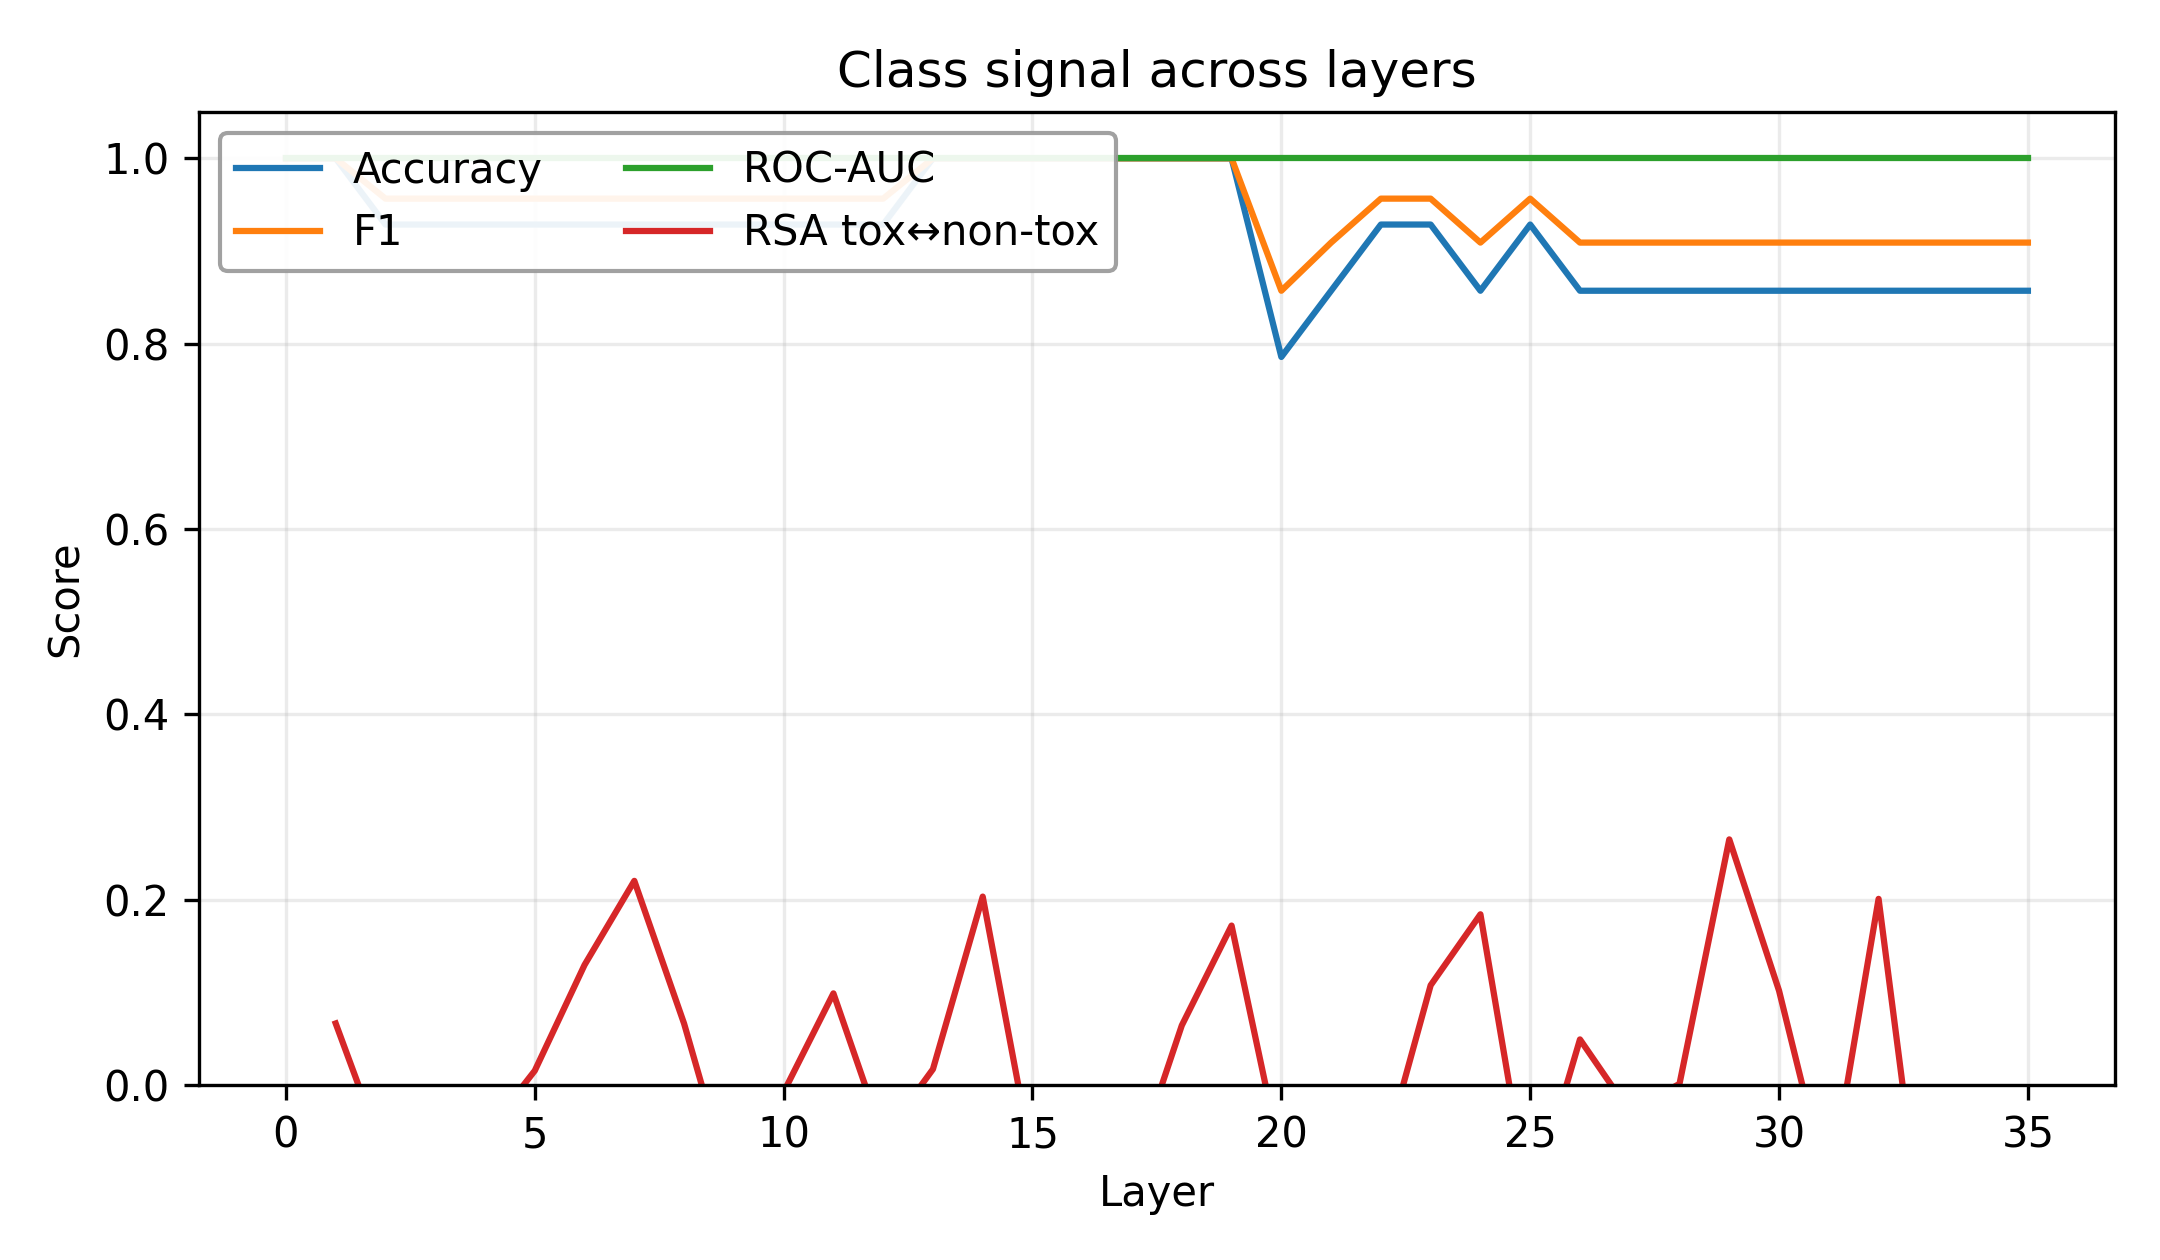 Class signal across layers
Accuracy
F1
ROC-AUC
RSA tox↔non-tox
1.0
0.8
0.6
0.4
0.2
0.0
Score
0 5 10 15 20 25 30 35
Layer